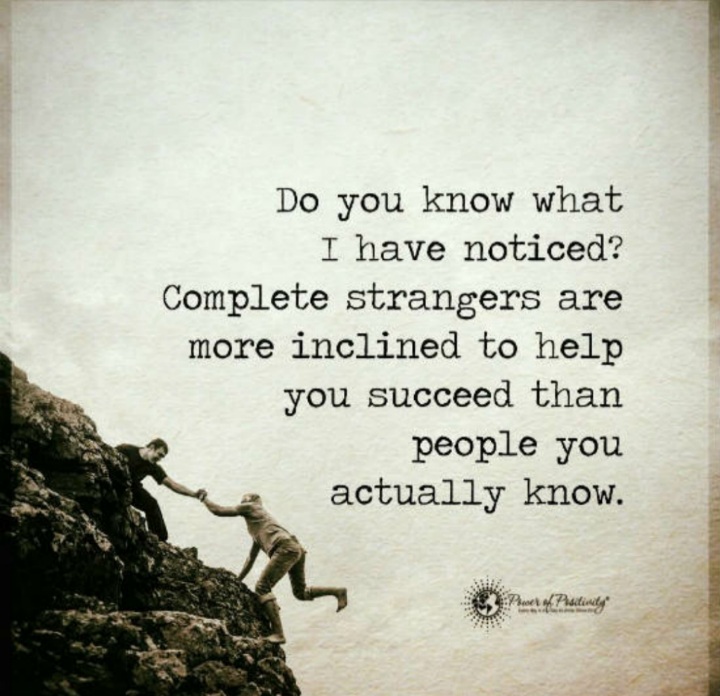 Do you know what
I have noticed?
Complete strangers are
more inclined to help
you succeed than
people you
actually know.
Power of Positivity